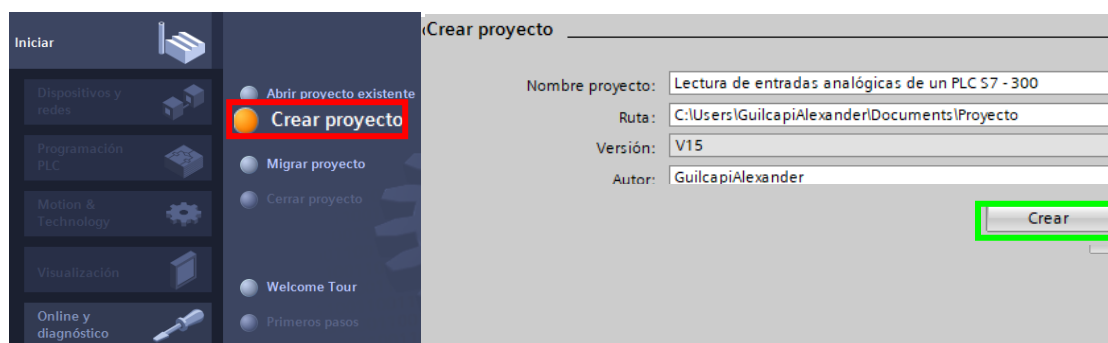 Iniciar
Dispositivos y
redes
Programación
PLC
Motion &
Technology
Visualización
Online y
diagnóstico
Abrir proyecto existente
Crear proyecto
Migrar proyecto
Cerrar proyecto
Welcome Tour
Primeros pasos
Crear proyecto
Nombre proyecto: Lectura de entradas analógicas de un PLC S7 - 300
Ruta: C:\Users\GuilcapiAlexander\Documents\Proyecto
Versión: V15
Autor: GuilcapiAlexander
Crear